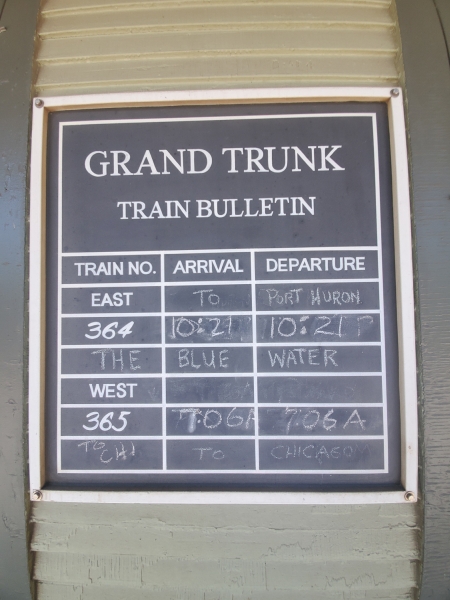 GRAND TRUNK
TRAIN BULLETIN
TRAIN NO. ARRIVAL DEPARTURE
EAST TO PORT HURON
364 10:21 10:21 P
THE BLUE WATER
WEST
365 7:06A 7:06 A
TO CHI TO CHICAGO